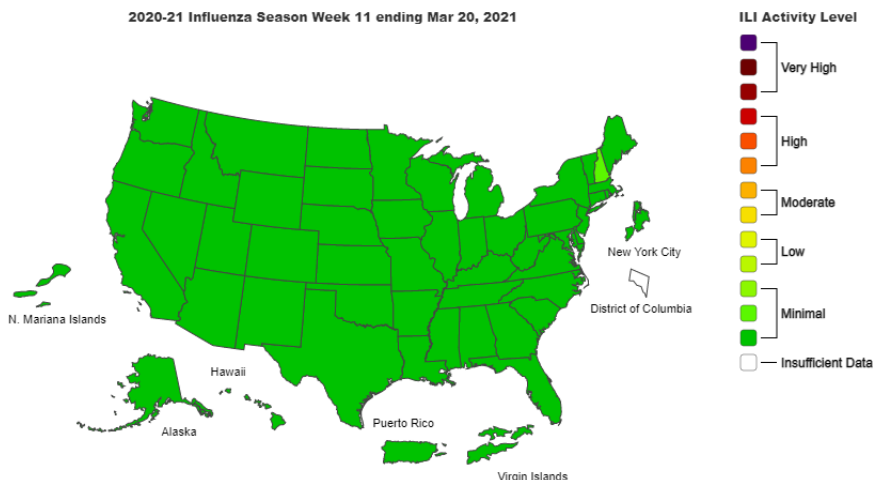 2020-21 Influenza Season Week 11 ending Mar 20, 2021
ILI Activity Level
Very High
High
Moderate
Low
Minimal
Insufficient Data
New York City
District of Columbia
N. Mariana Islands
Hawaii
Alaska
Puerto Rico
Virgin Islands